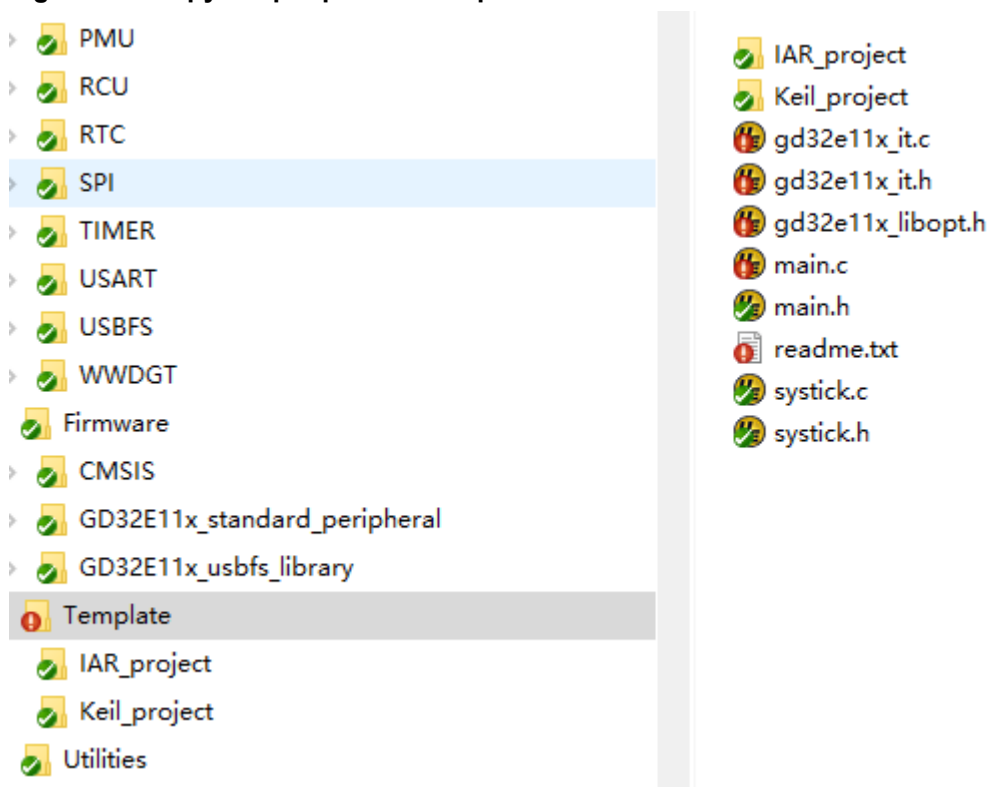 PMU
RCU
RTC
SPI
TIMER
USART
USBFS
WWDGT
Firmware
CMSIS
GD32E11x_standard_peripheral
GD32E11x_usbfs_library
Template
IAR_project
Keil_project
Utilities
IAR_project
Keil_project
gd32e11x_it.c
gd32e11x_it.h
gd32e11x_libopt.h
main.c
main.h
readme.txt
systick.c
systick.h